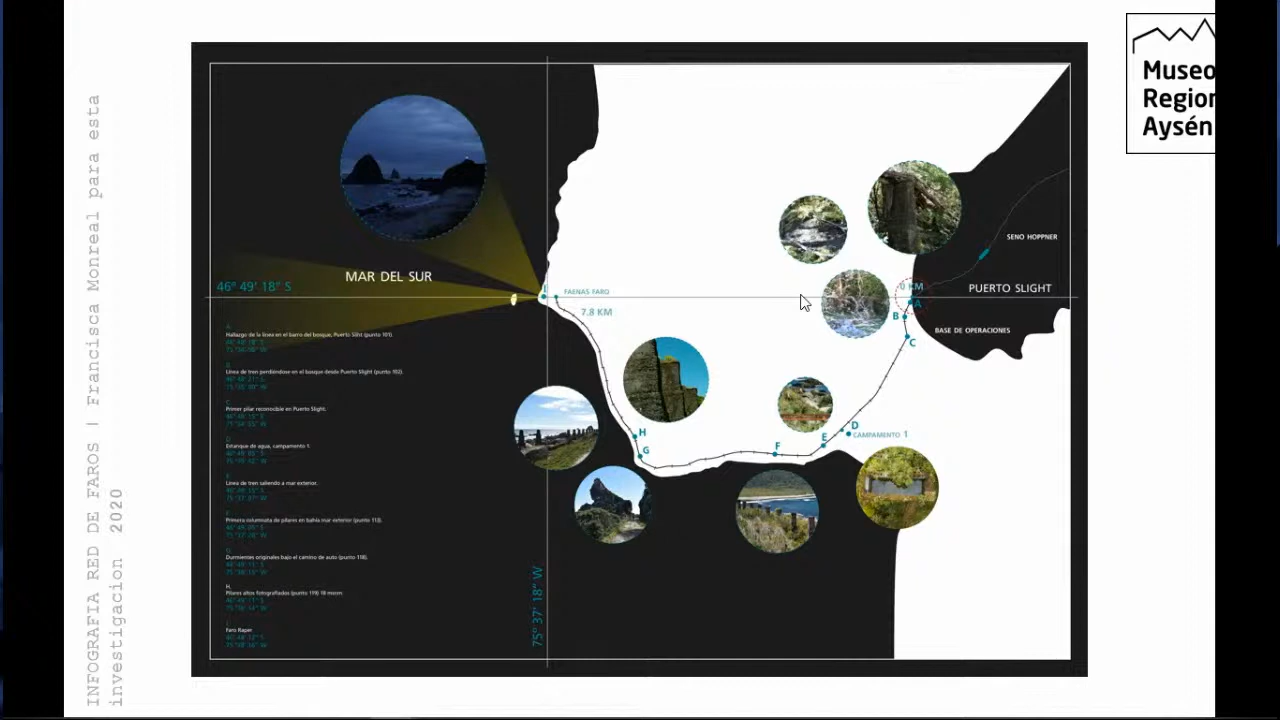 INFOGRAFIA RED DE FAROS | Francisca Monreal para esta
investigacion 2020
Museo
Region
Aysén
MAR DEL SUR
46° 49' 18" S
75° 37' 18" W
I
FAENAS FARO
7.8 KM
SENO HOPPNER
PUERTO SLIGHT
0 KM
A
B
BASE DE OPERACIONES
C
D
CAMPAMENTO 1
E
F
G
H
Hallazgo de la línea en el barro del bosque, Puerto Sliht (punto 101).
Línea de tren perdiéndose en el bosque desde Puerto Slight (punto 102).
Primer pilar reconocible en Puerto Slight.
Estanque de agua, campamento 1.
Línea de tren saliendo a mar exterior.
Primera columnata de pilares en bahía mar exterior (punto 113).
Durmientes originales bajo el camino de auto (punto 118).
H.
Pilares altos fotografiados (punto 119) 18 mocn
Faro Raper